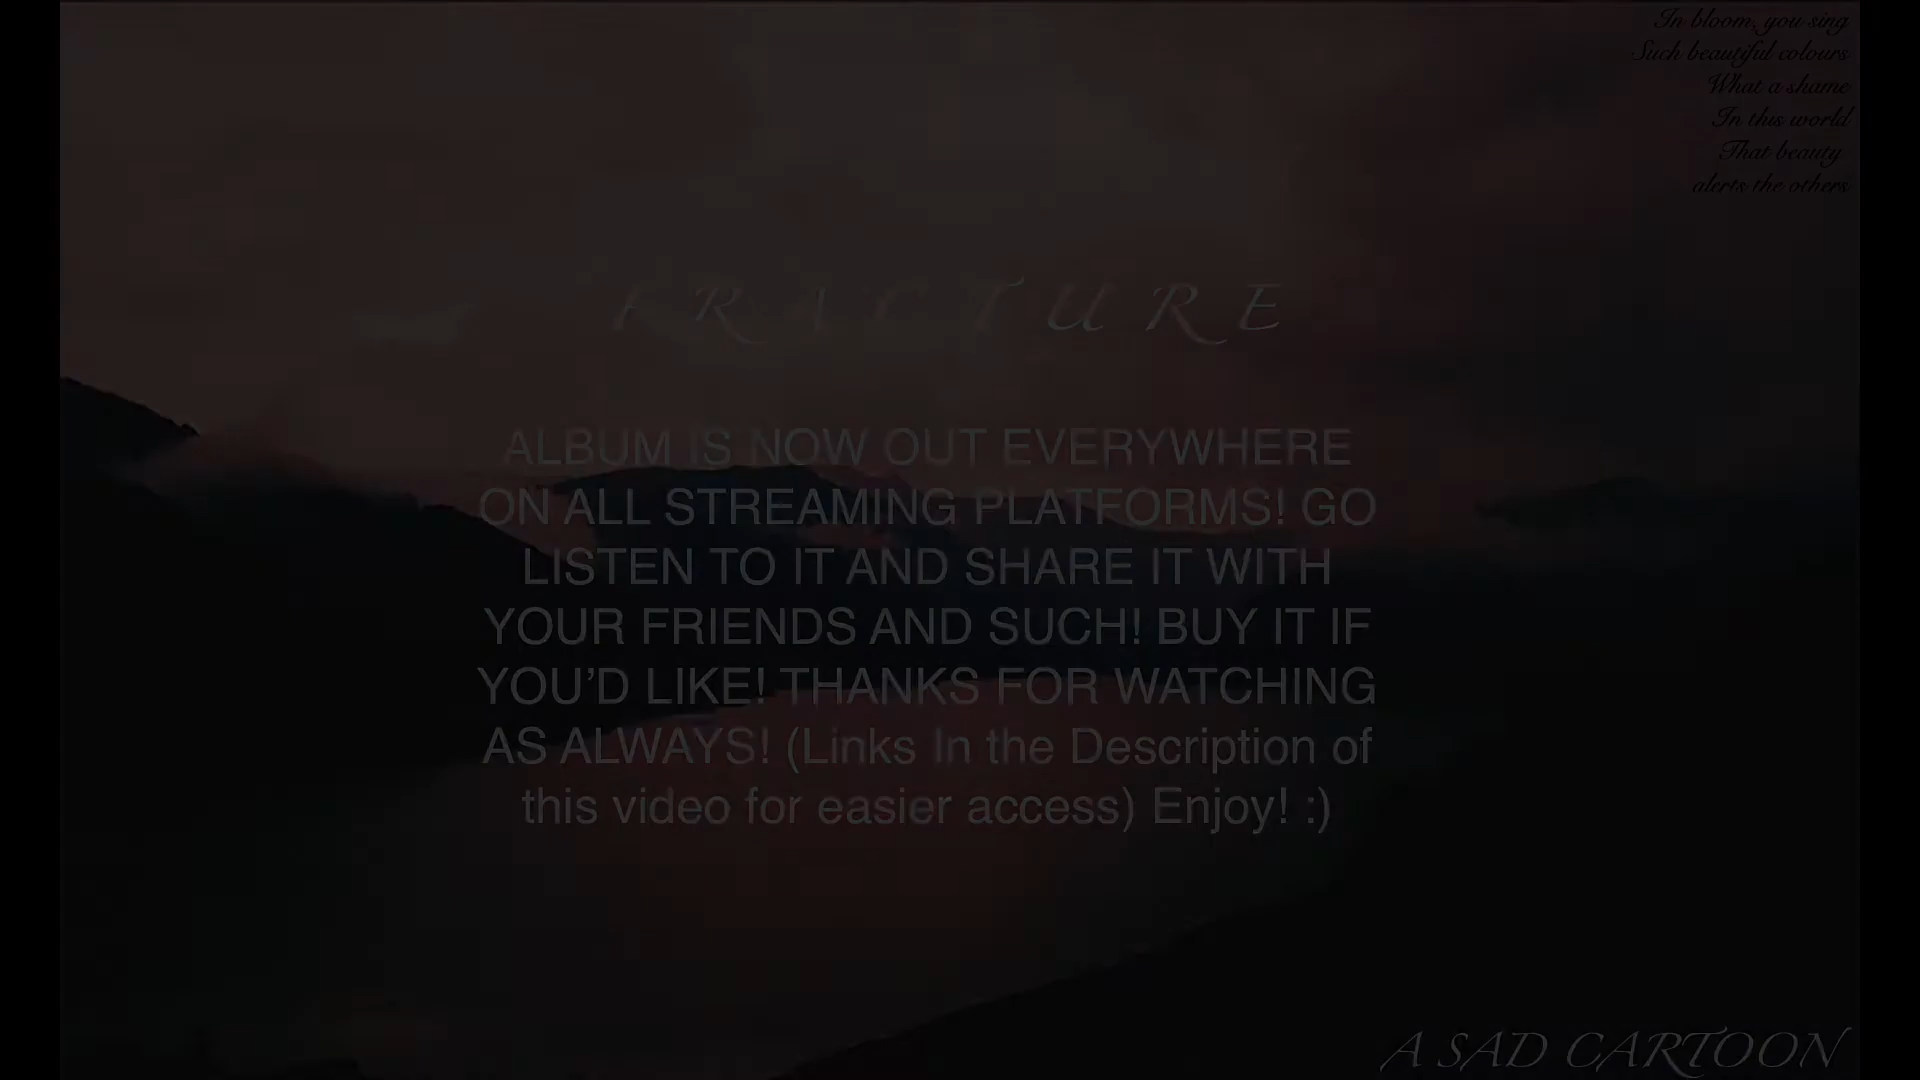 In bloom, you sing
Such beautiful colours
What a shame
In this world
That beauty
alerts the others
FRACTURE
ALBUM IS NOW OUT EVERYWHERE
ON ALL STREAMING PLATFORMS! GO
LISTEN TO IT AND SHARE IT WITH
YOUR FRIENDS AND SUCH! BUY IT IF
YOU’D LIKE! THANKS FOR WATCHING
AS ALWAYS! (Links In the Description of
this video for easier access) Enjoy! :)
A SAD CARTOON